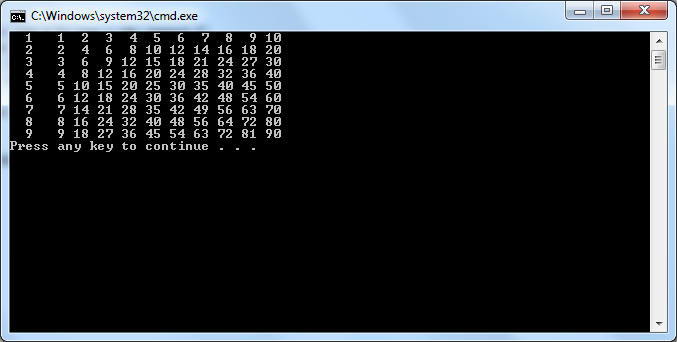 C:\Windows\system32\cmd.exe
  1   1  2  3  4  5  6  7  8  9 10
  2   2  4  6  8 10 12 14 16 18 20
  3   3  6  9 12 15 18 21 24 27 30
  4   4  8 12 16 20 24 28 32 36 40
  5   5 10 15 20 25 30 35 40 45 50
  6   6 12 18 24 30 36 42 48 54 60
  7   7 14 21 28 35 42 49 56 63 70
  8   8 16 24 32 40 48 56 64 72 80
  9   9 18 27 36 45 54 63 72 81 90
Press any key to continue . . .